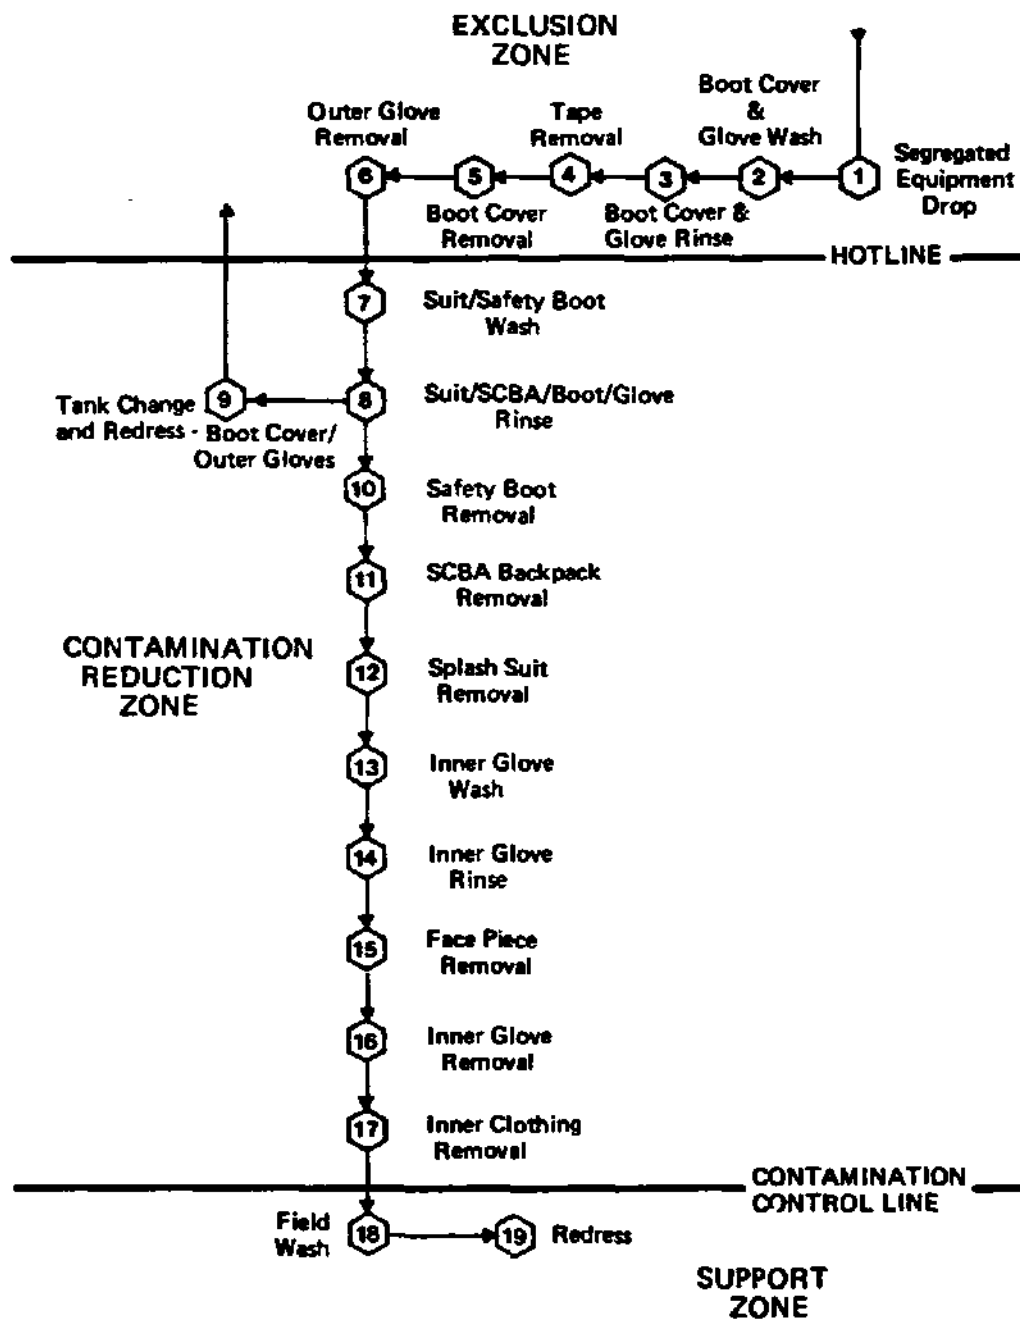 EXCLUSION
ZONE
Outer Glove
Removal
Tape
Removal
Boot Cover
&
Glove Wash
6
5
4
3
2
1
Segregated
Equipment
Drop
Boot Cover
Removal
Boot Cover &
Glove Rinse
HOTLINE
7
Suit/Safety Boot
Wash
9
8
Suit/SCBA/Boot/Glove
Rinse
Tank Change
and Redress - Boot Cover/
Outer Gloves
10
Safety Boot
Removal
11
SCBA Backpack
Removal
CONTAMINATION
REDUCTION
ZONE
12
Splash Suit
Removal
13
Inner Glove
Wash
14
Inner Glove
Rinse
15
Face Piece
Removal
16
Inner Glove
Removal
17
Inner Clothing
Removal
CONTAMINATION
CONTROL LINE
Field
Wash
18
19
Redress
SUPPORT
ZONE